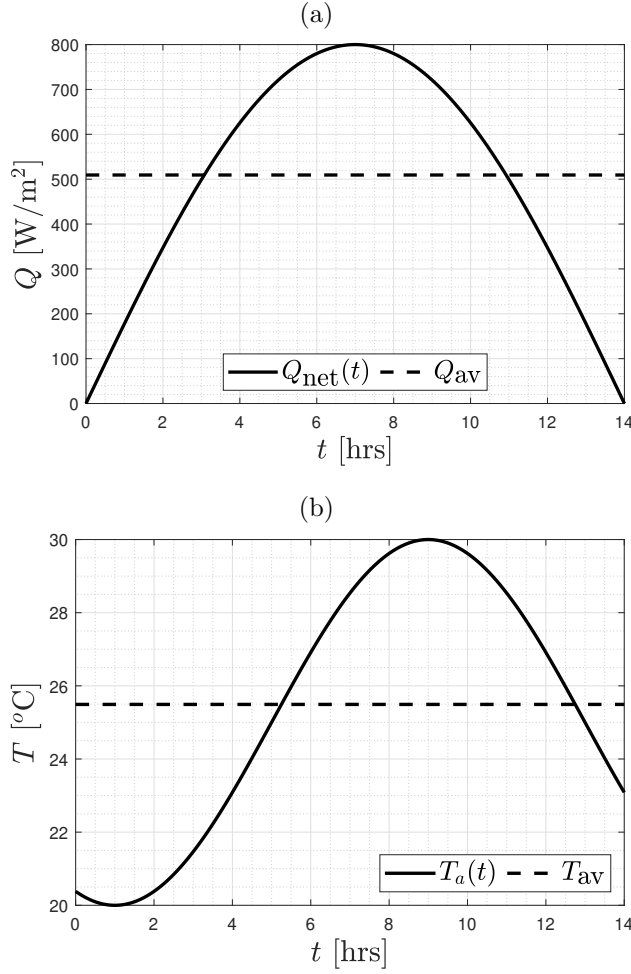 (a)
800
700
600
500
400
300
200
100
0
Q [W/m²]
Q_net(t) Q_av
0 2 4 6 8 10 12 14
t [hrs]
(b)
30
28
26
24
22
20
T [°C]
T_a(t) T_av
0 2 4 6 8 10 12 14
t [hrs]